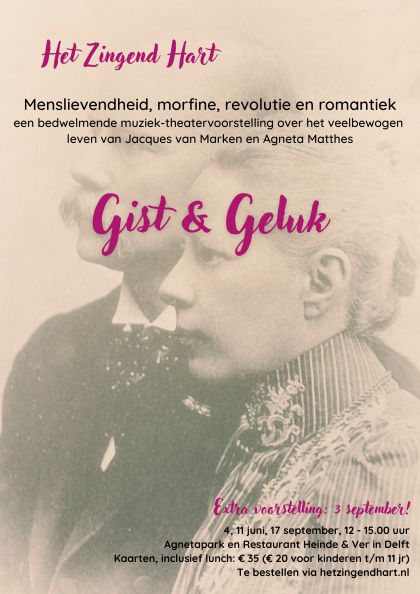 Het Zingend Hart
Menslievendheid, morfine, revolutie en romantiek
een bedwelmende muziek-theatervoorstelling over het veelbewogen
leven van Jacques van Marken en Agneta Matthes
Gist & Geluk
Extra voorstelling: 3 september!
4, 11 juni, 17 september, 12 - 15.00 uur
Agnetapark en Restaurant Heinde & Ver in Delft
Kaarten, inclusief lunch: € 35 (€ 20 voor kinderen t/m 11 jr)
Te bestellen via hetzingendhart.nl